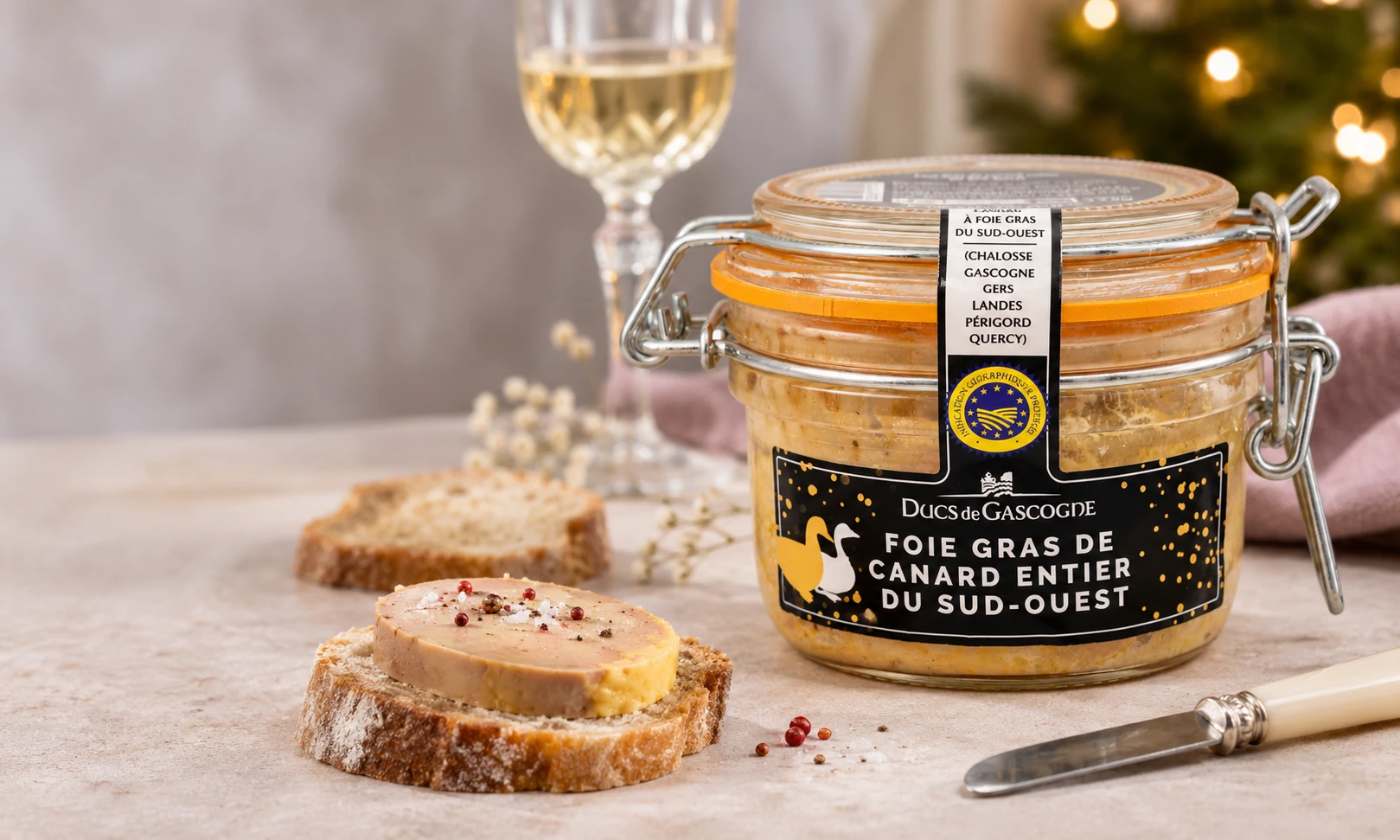 À FOIE GRAS
DU SUD-OUEST
(CHALOSSE
GASCOGNE
GERS
LANDES
PÉRIGORD
QUERCY)
INDICATION GÉOGRAPHIQUE PROTÉGÉE
DUCS de GASCOGNE
FOIE GRAS DE
CANARD ENTIER
DU SUD-OUEST